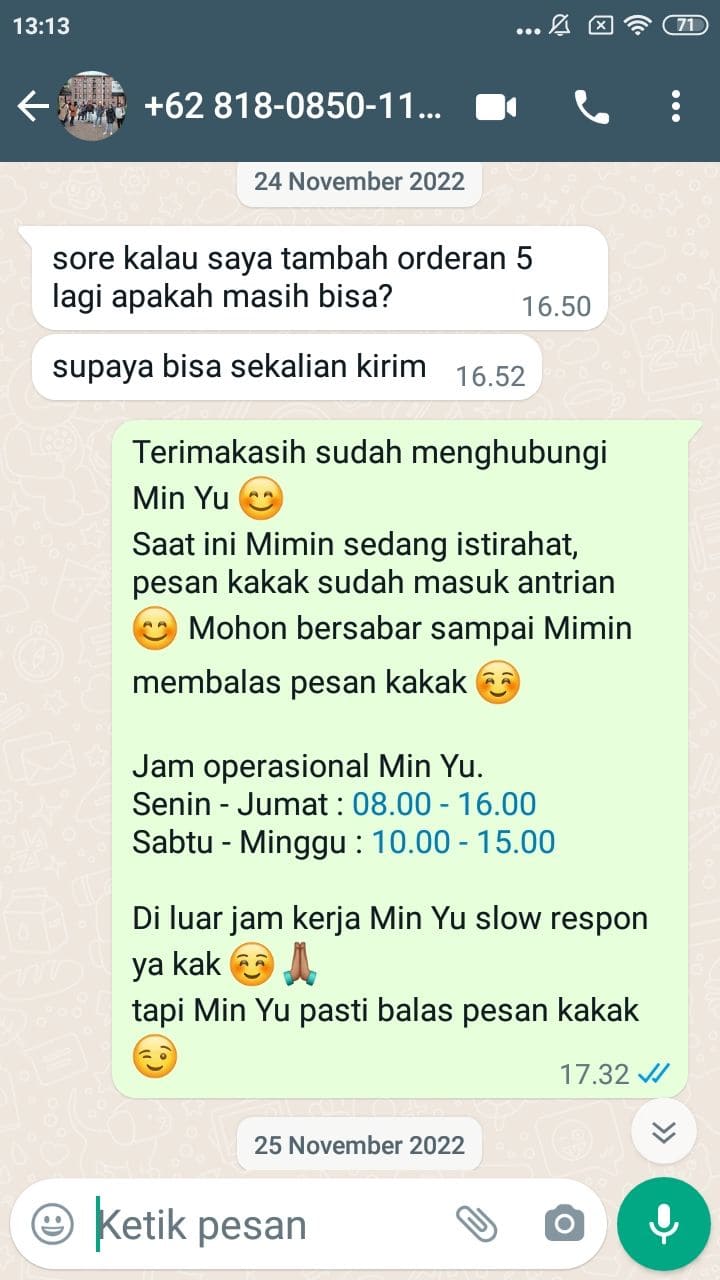 13:13
71
+62 818-0850-11...
24 November 2022
sore kalau saya tambah orderan 5
lagi apakah masih bisa?
16.50
supaya bisa sekalian kirim
16.52
Terimakasih sudah menghubungi
Min Yu 😊
Saat ini Mimin sedang istirahat,
pesan kakak sudah masuk antrian
😊 Mohon bersabar sampai Mimin
membalas pesan kakak ☺️
Jam operasional Min Yu.
Senin - Jumat : 08.00 - 16.00
Sabtu - Minggu : 10.00 - 15.00
Di luar jam kerja Min Yu slow respon
ya kak ☺️🙏🏽
tapi Min Yu pasti balas pesan kakak
😉
17.32
25 November 2022
Ketik pesan